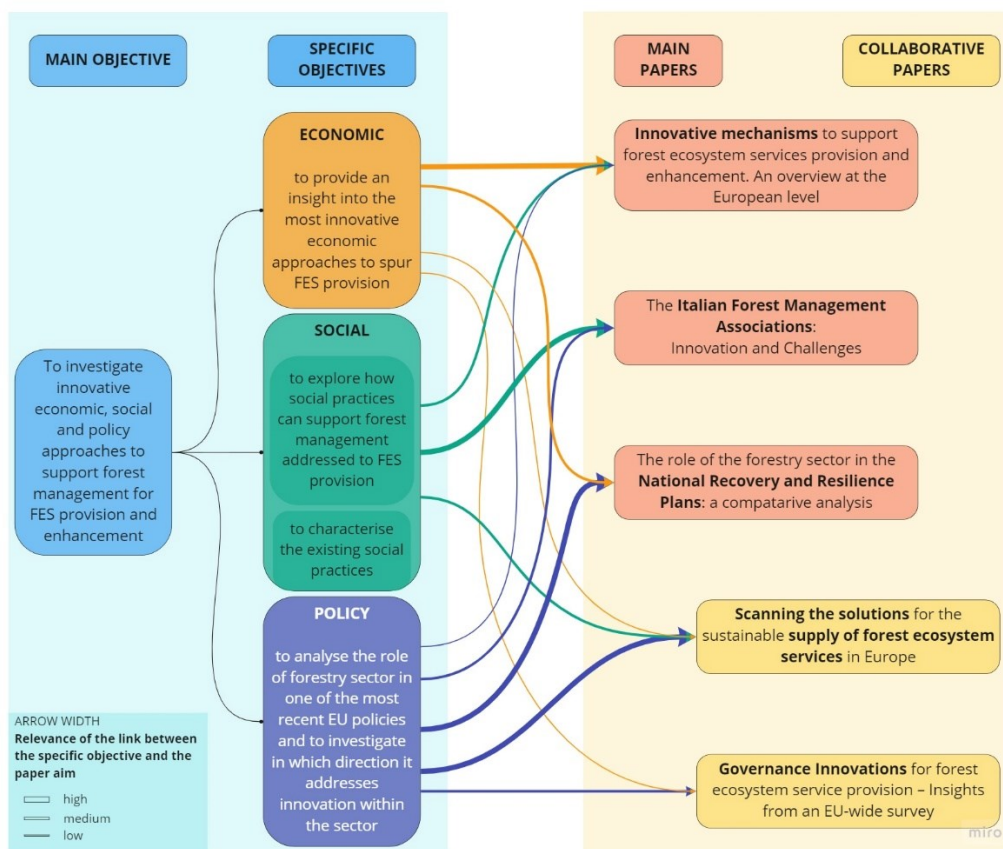 MAIN OBJECTIVE
SPECIFIC
OBJECTIVES
MAIN
PAPERS
COLLABORATIVE
PAPERS
To investigate
innovative
economic, social
and policy
approaches to
support forest
management for
FES provision and
enhancement
ECONOMIC
to provide an
insight into the
most innovative
economic
approaches to spur
FES provision
SOCIAL
to explore how
social practices
can support forest
management
addressed to FES
provision
to characterise
the existing social
practices
POLICY
to analyse the role
of forestry sector in
one of the most
recent EU policies
and to investigate
in which direction it
addresses
innovation within
the sector
Innovative mechanisms to support
forest ecosystem services provision and
enhancement. An overview at the
European level
The Italian Forest Management
Associations:
Innovation and Challenges
The role of the forestry sector in the
National Recovery and Resilience
Plans: a compatarive analysis
Scanning the solutions for the
sustainable supply of forest ecosystem
services in Europe
Governance Innovations for forest
ecosystem service provision – Insights
from an EU-wide survey
ARROW WIDTH
Relevance of the link between
the specific objective and the
paper aim
high
medium
low
miro